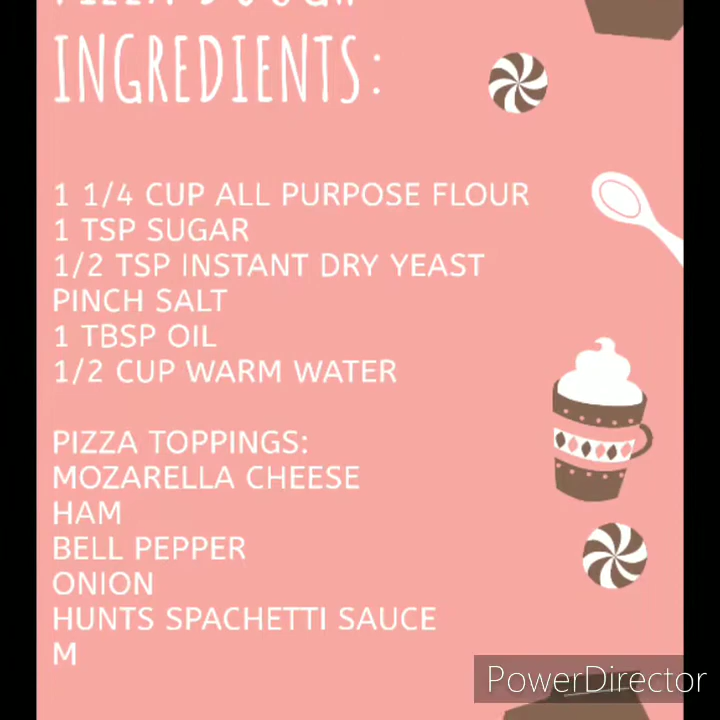 PIZZA DOUGH
INGREDIENTS:
1 1/4 CUP ALL PURPOSE FLOUR
1 TSP SUGAR
1/2 TSP INSTANT DRY YEAST
PINCH SALT
1 TBSP OIL
1/2 CUP WARM WATER
PIZZA TOPPINGS:
MOZARELLA CHEESE
HAM
BELL PEPPER
ONION
HUNTS SPACHETTI SAUCE
M
PowerDirector